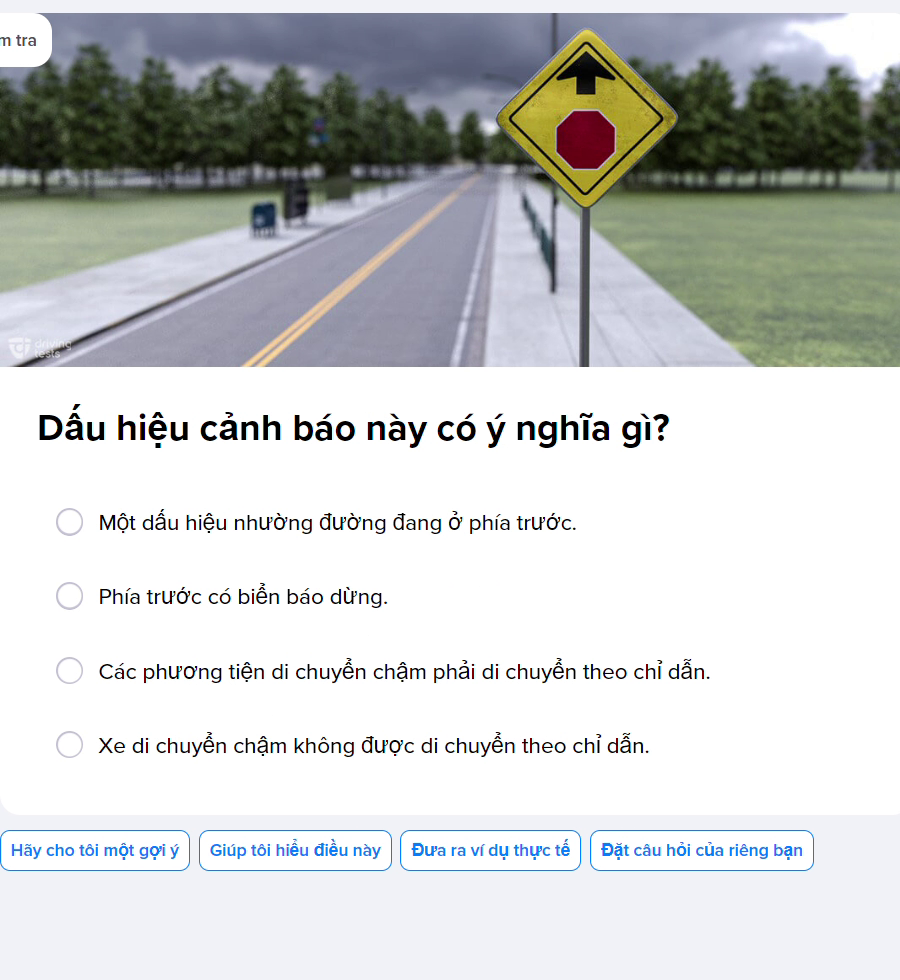 m tra
driving
tests
Dấu hiệu cảnh báo này có ý nghĩa gì?
Một dấu hiệu nhường đường đang ở phía trước.
Phía trước có biển báo dừng.
Các phương tiện di chuyển chậm phải di chuyển theo chỉ dẫn.
Xe di chuyển chậm không được di chuyển theo chỉ dẫn.
Hãy cho tôi một gợi ý
Giúp tôi hiểu điều này
Đưa ra ví dụ thực tế
Đặt câu hỏi của riêng bạn